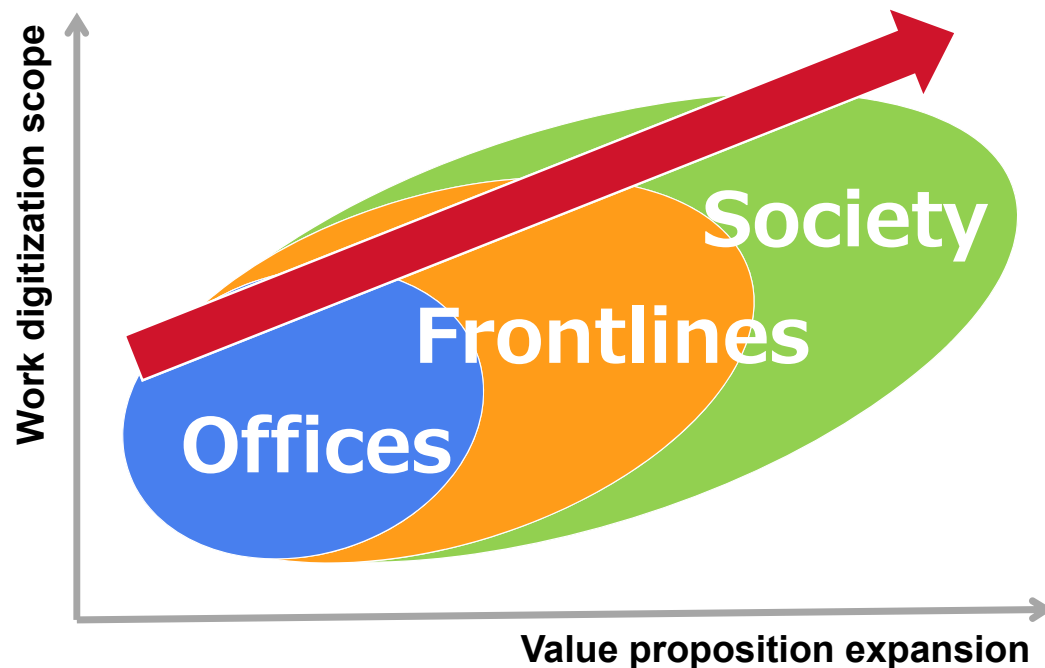 Work digitization scope
Society
Frontlines
Offices
Value proposition expansion